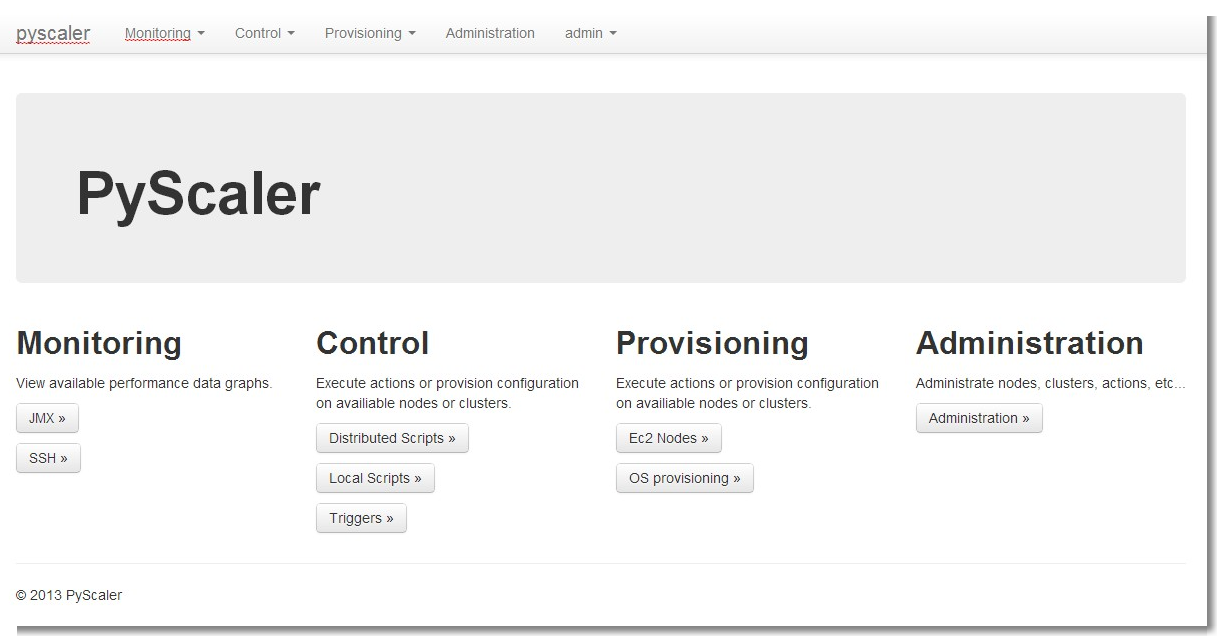 pyscaler Monitoring Control Provisioning Administration admin
PyScaler
Monitoring
View available performance data graphs.
JMX »
SSH »
Control
Execute actions or provision configuration
on availiable nodes or clusters.
Distributed Scripts »
Local Scripts »
Triggers »
Provisioning
Execute actions or provision configuration
on availiable nodes or clusters.
Ec2 Nodes »
OS provisioning »
Administration
Administrate nodes, clusters, actions, etc...
Administration »
© 2013 PyScaler